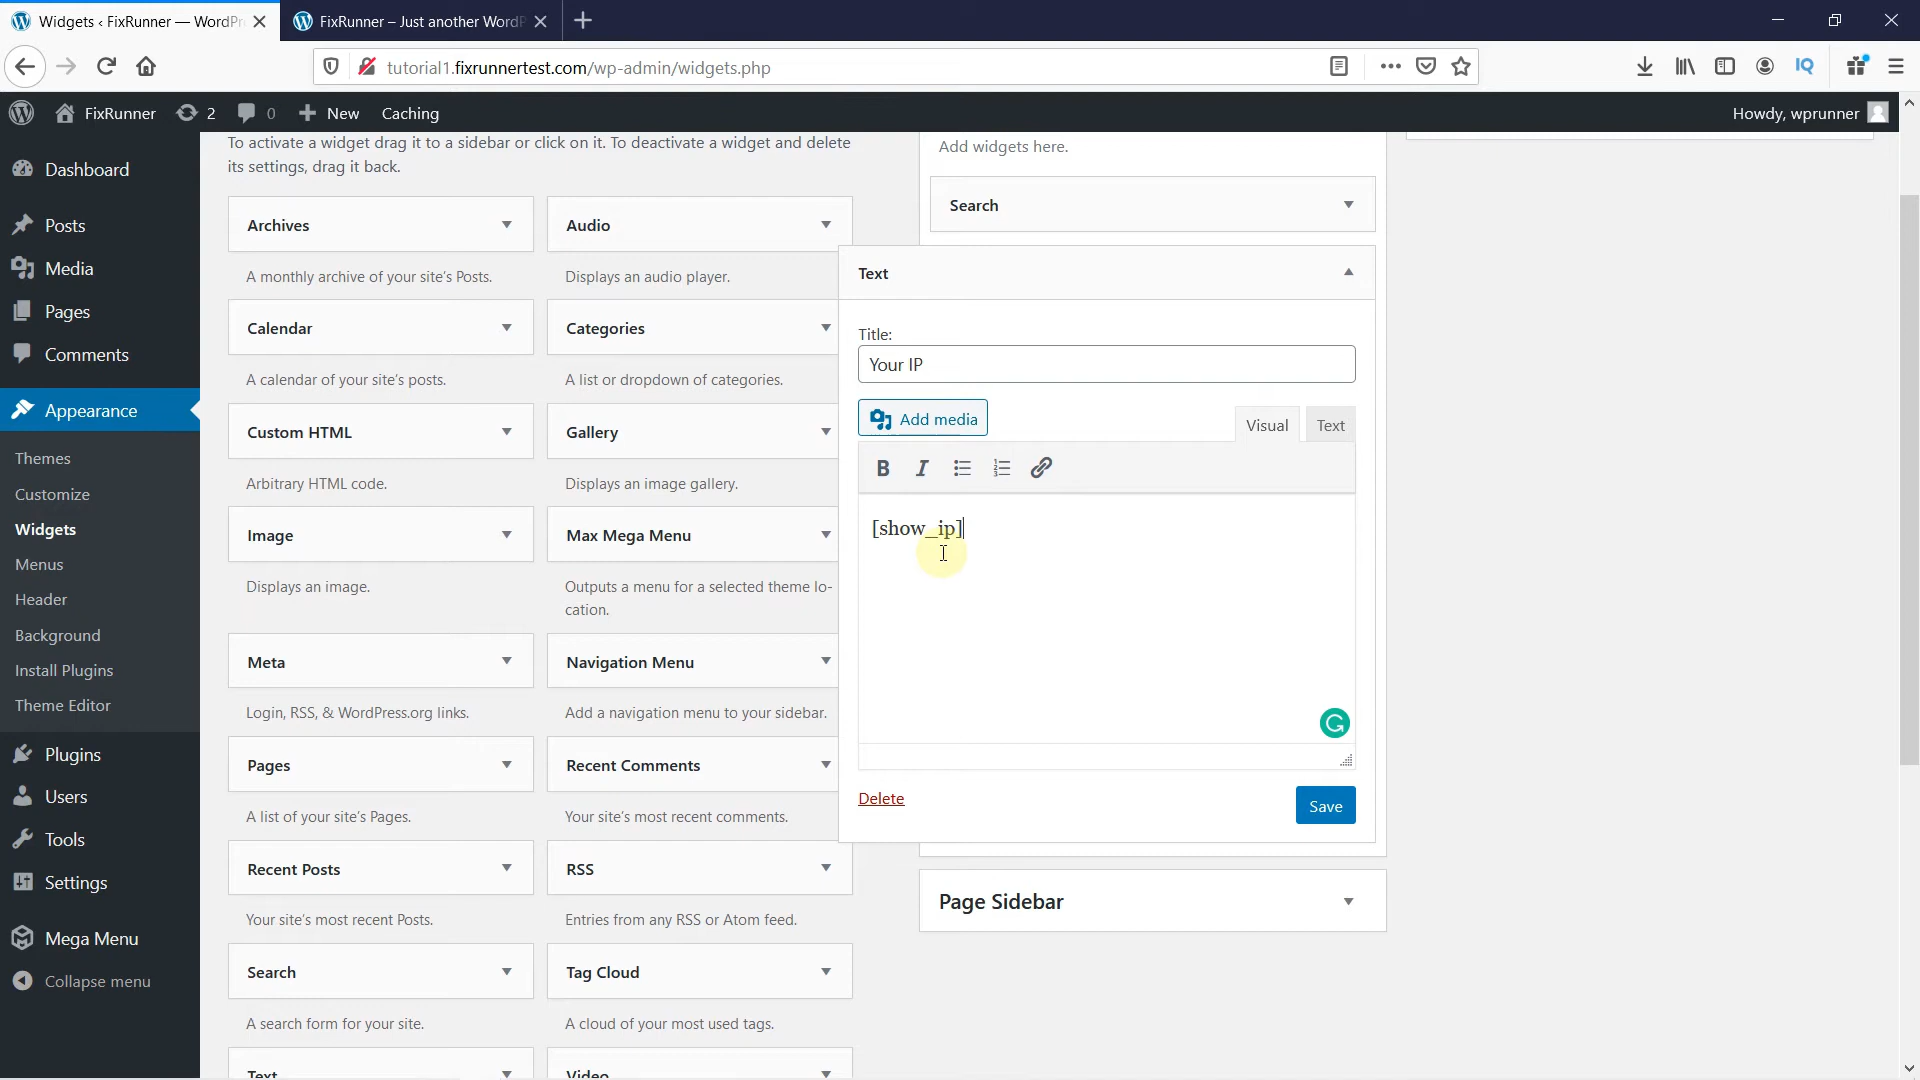 Widgets ‹ FixRunner — WordPr
FixRunner – Just another WordP
tutorial1.fixrunnertest.com/wp-admin/widgets.php
IQ
FixRunner
2
0
New
Caching
Howdy, wprunner
Dashboard
Posts
Media
Pages
Comments
Appearance
Themes
Customize
Widgets
Menus
Header
Background
Install Plugins
Theme Editor
Plugins
Users
Tools
Settings
Mega Menu
Collapse menu
To activate a widget drag it to a sidebar or click on it. To deactivate a widget and delete
its settings, drag it back.
Archives
A monthly archive of your site's Posts.
Audio
Displays an audio player.
Calendar
A calendar of your site's posts.
Categories
A list or dropdown of categories.
Custom HTML
Arbitrary HTML code.
Gallery
Displays an image gallery.
Image
Displays an image.
Max Mega Menu
Outputs a menu for a selected theme lo-
cation.
Meta
Login, RSS, & WordPress.org links.
Navigation Menu
Add a navigation menu to your sidebar.
Pages
A list of your site's Pages.
Recent Comments
Your site's most recent comments.
Recent Posts
Your site's most recent Posts.
RSS
Entries from any RSS or Atom feed.
Search
A search form for your site.
Tag Cloud
A cloud of your most used tags.
Text
Video
Add widgets here.
Search
Text
Title:
Your IP
Add media
Visual
Text
B I
[show_ip]
Delete
Save
Page Sidebar